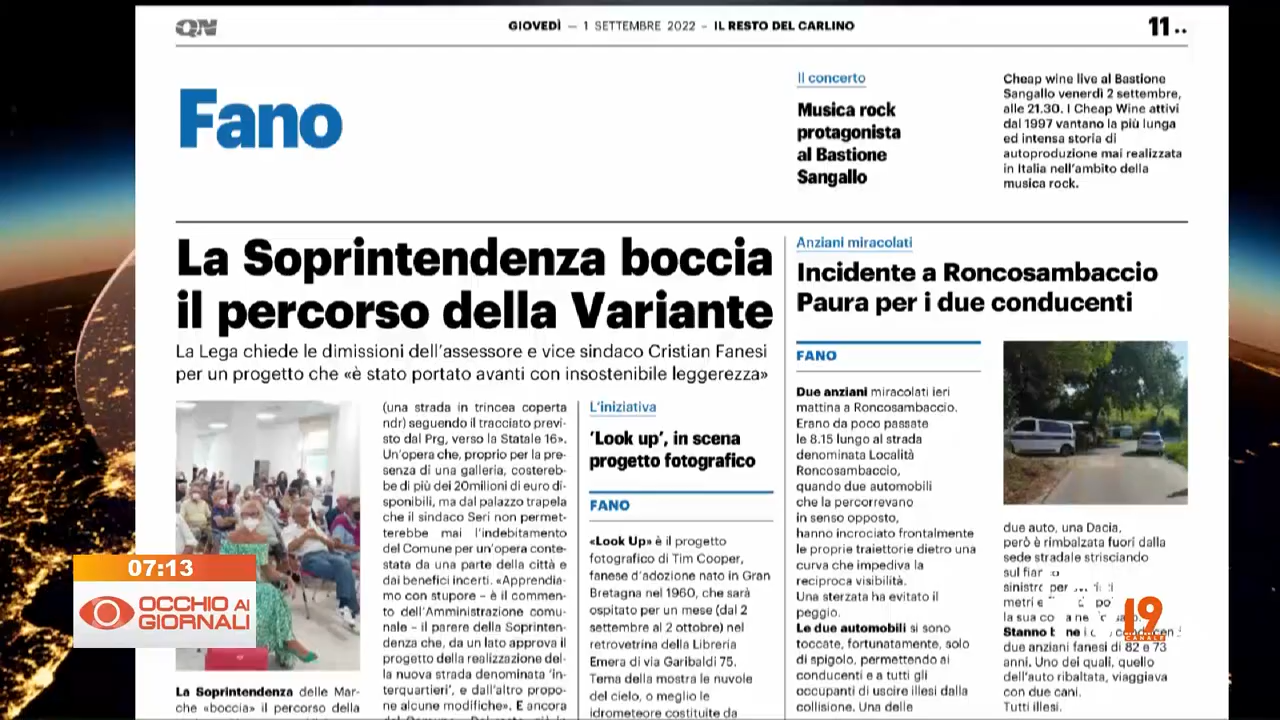 QN
GIOVEDÌ — 1 SETTEMBRE 2022 – IL RESTO DEL CARLINO
11 ..
Fano
Il concerto
Musica rock
protagonista
al Bastione
Sangallo
Cheap wine live al Bastione
Sangallo venerdì 2 settembre,
alle 21.30. I Cheap Wine attivi
dal 1997 vantano la più lunga
ed intensa storia di
autoproduzione mai realizzata
in Italia nell'ambito della
musica rock.
La Soprintendenza boccia
il percorso della Variante
La Lega chiede le dimissioni dell'assessore e vice sindaco Cristian Fanesi
per un progetto che «è stato portato avanti con insostenibile leggerezza»
La Soprintendenza delle Mar-
che «boccia» il percorso della
(una strada in trincea coperta
ndr) seguendo il tracciato previ-
sto dal Prg, verso la Statale 16».
Un'opera che, proprio per la pre-
senza di una galleria, costereb-
be di più dei 20milioni di euro di-
sponibili, ma dal palazzo trapela
che il sindaco Seri non permet-
terebbe mai l'indebitamento
del Comune per un'opera conte-
stata da una parte della città e
dai benefici incerti. «Apprendia-
mo con stupore – è il commen-
to dell'Amministrazione comu-
nale – il parere della Soprinten-
denza che, da un lato approva il
progetto della realizzazione del-
la nuova strada denominata 'in-
terquartieri', e dall'altro propo-
ne alcune modifiche». E ancora
L'iniziativa
'Look up', in scena
progetto fotografico
FANO
«Look Up» è il progetto
fotografico di Tim Cooper,
fanese d'adozione nato in Gran
Bretagna nel 1960, che sarà
ospitato per un mese (dal 2
settembre al 2 ottobre) nel
retrovetrina della Libreria
Emera di via Garibaldi 75.
Tema della mostra le nuvole
del cielo, o meglio le
idrometeore costituite da
Anziani miracolati
Incidente a Roncosambaccio
Paura per i due conducenti
FANO
Due anziani miracolati ieri
mattina a Roncosambaccio.
Erano da poco passate
le 8.15 lungo al strada
denominata Località
Roncosambaccio,
quando due automobili
che la percorrevano
in senso opposto,
hanno incrociato frontalmente
le proprie traiettorie dietro una
curva che impediva la
reciproca visibilità.
Una sterzata ha evitato il
peggio.
Le due automobili si sono
toccate, fortunatamente, solo
di spigolo, permettendo ai
conducenti e a tutti gli
occupanti di uscire illesi dalla
collisione. Una delle
due auto, una Dacia,
però è rimbalzata fuori dalla
sede stradale strisciando
sul
per
metri
la sua
Stanno
due anziani fanesi di 82 e 73
anni. Uno dei quali, quello
dell'auto ribaltata, viaggiava
con due cani.
Tutti illesi.
07:13
OCCHIO AI
GIORNALI
19
CANALE